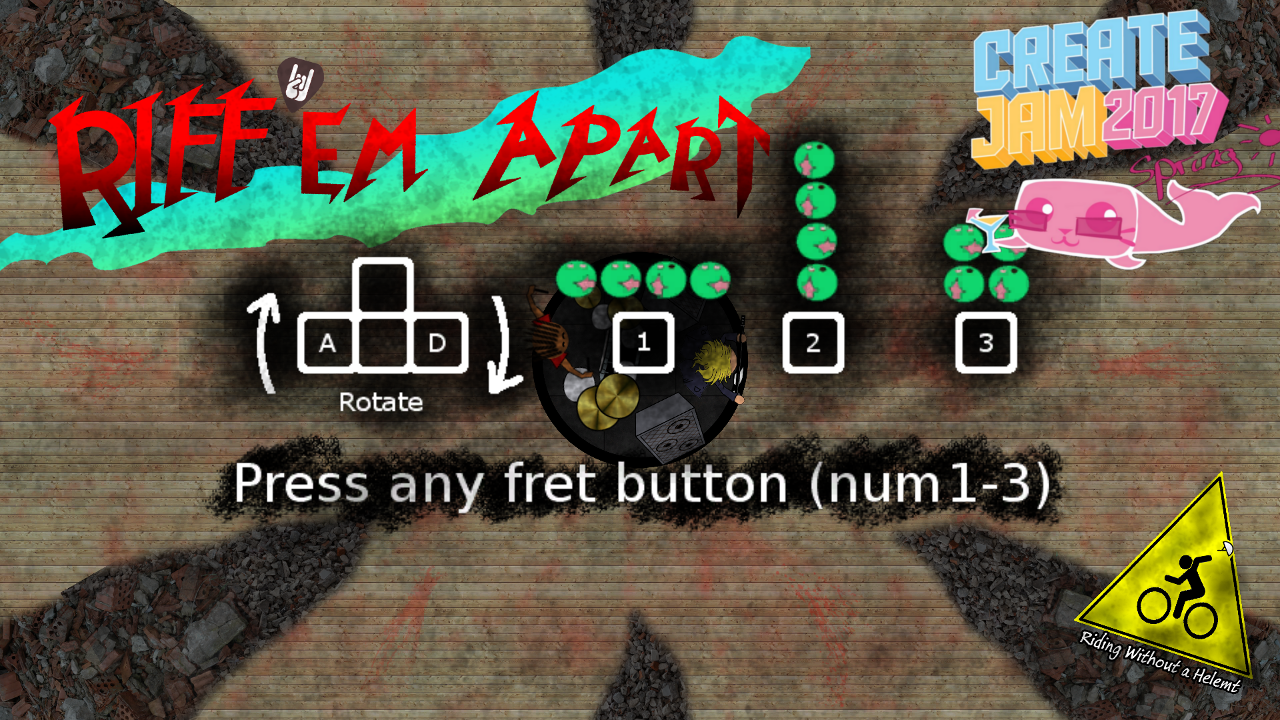 RIFF 'EM APART
CREATE
JAM 2017
Spring
A
D
1
2
3
Rotate
Press any fret button (num1-3)
Riding Without a Helemt